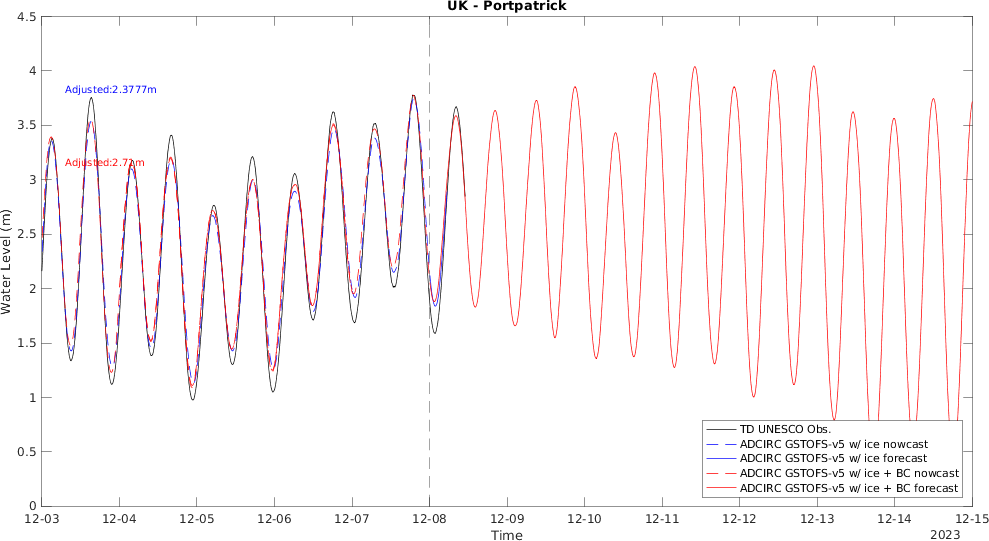 UK - Portpatrick
4.5
4
3.5
3
2.5
2
1.5
1
0.5
0
Water Level (m)
Adjusted:2.3777m
Adjusted:2.71m
TD UNESCO Obs.
ADCIRC GSTOFS-v5 w/ ice nowcast
ADCIRC GSTOFS-v5 w/ ice forecast
ADCIRC GSTOFS-v5 w/ ice + BC nowcast
ADCIRC GSTOFS-v5 w/ ice + BC forecast
12-03 12-04 12-05 12-06 12-07 12-08 12-09 12-10 12-11 12-12 12-13 12-14 12-15
Time
2023